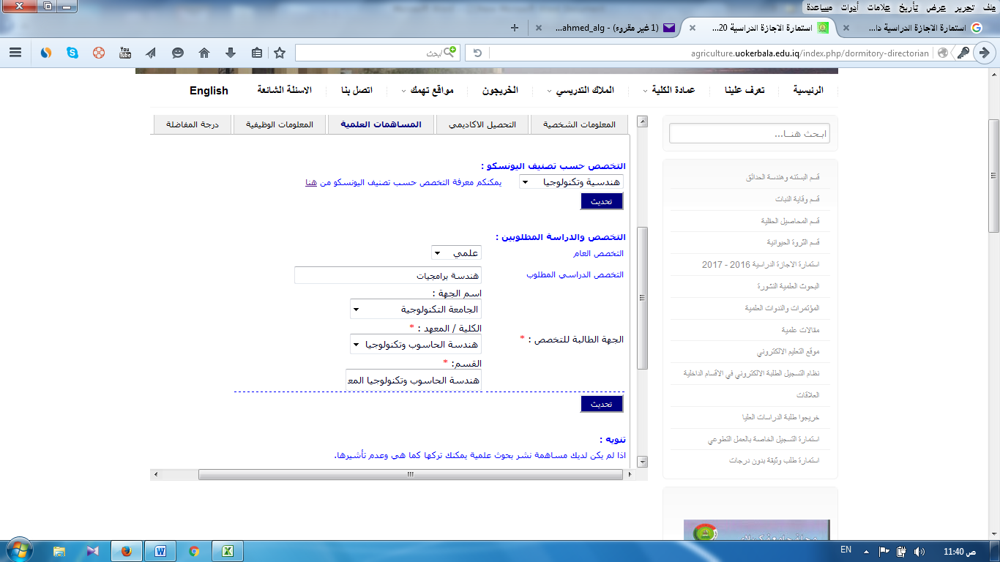 ملف تحرير عرض تأريخ علامات أدوات مساعدة
استمارة الاجازة الدراسية دا...
استمارة الاجازة الدراسية 20...
(1 غير مقروء) - ahmed_alg...
agriculture.uokerbala.edu.iq/index.php/dormitory-directorian
ابحث
You Tube
الرئيسية
تعرف علينا
عمادة الكلية
الملاك التدريسي
الخريجون
مواقع تهمك
اتصل بنا
الاسئلة الشائعة
English
ابحث هنـا...
قسم البستنه وهندسة الحدائق
قسم وقاية النبات
قسم المحاصيل الحقلية
قسم الثروة الحيوانية
استمارة الاجازة الدراسية 2016 - 2017
البحوث العلمية النشورة
المؤتمرات والندوات العلمية
مقالات علمية
موقع التعليم الالكتروني
نظام التسجيل الطلبة الالكتروني في الاقسام الداخلية
العلاقات
خريجوا طلبة الدراسات العليا
استمارة التسجيل الخاصة بالعمل التطوعي
استمارة طلب وثيقة بدون درجات
المعلومات الشخصية
التحصيل الاكاديمي
المساهمات العلمية
المعلومات الوظيفية
درجة المفاضلة
التخصص حسب تصنيف اليونسكو :
هندسية وتكنولوجيا
يمكنكم معرفة التخصص حسب تصنيف اليونسكو من هنا
تحديث
التخصص والدراسة المطلوبين :
التخصص العام
علمي
التخصص الدراسي المطلوب
هندسة برامجيات
اسم الجهة :
الجامعة التكنولوجية
الكلية / المعهد : *
الجهة الطالبة للتخصص : *
هندسة الحاسوب وتكنولوجيا
القسم: *
هندسة الحاسوب وتكنولوجيا المع
تحديث
تنويه :
اذا لم يكن لديك مساهمة نشر بحوث علمية يمكنك تركها كما هي وعدم تأشيرها.
EN
11:40 ص